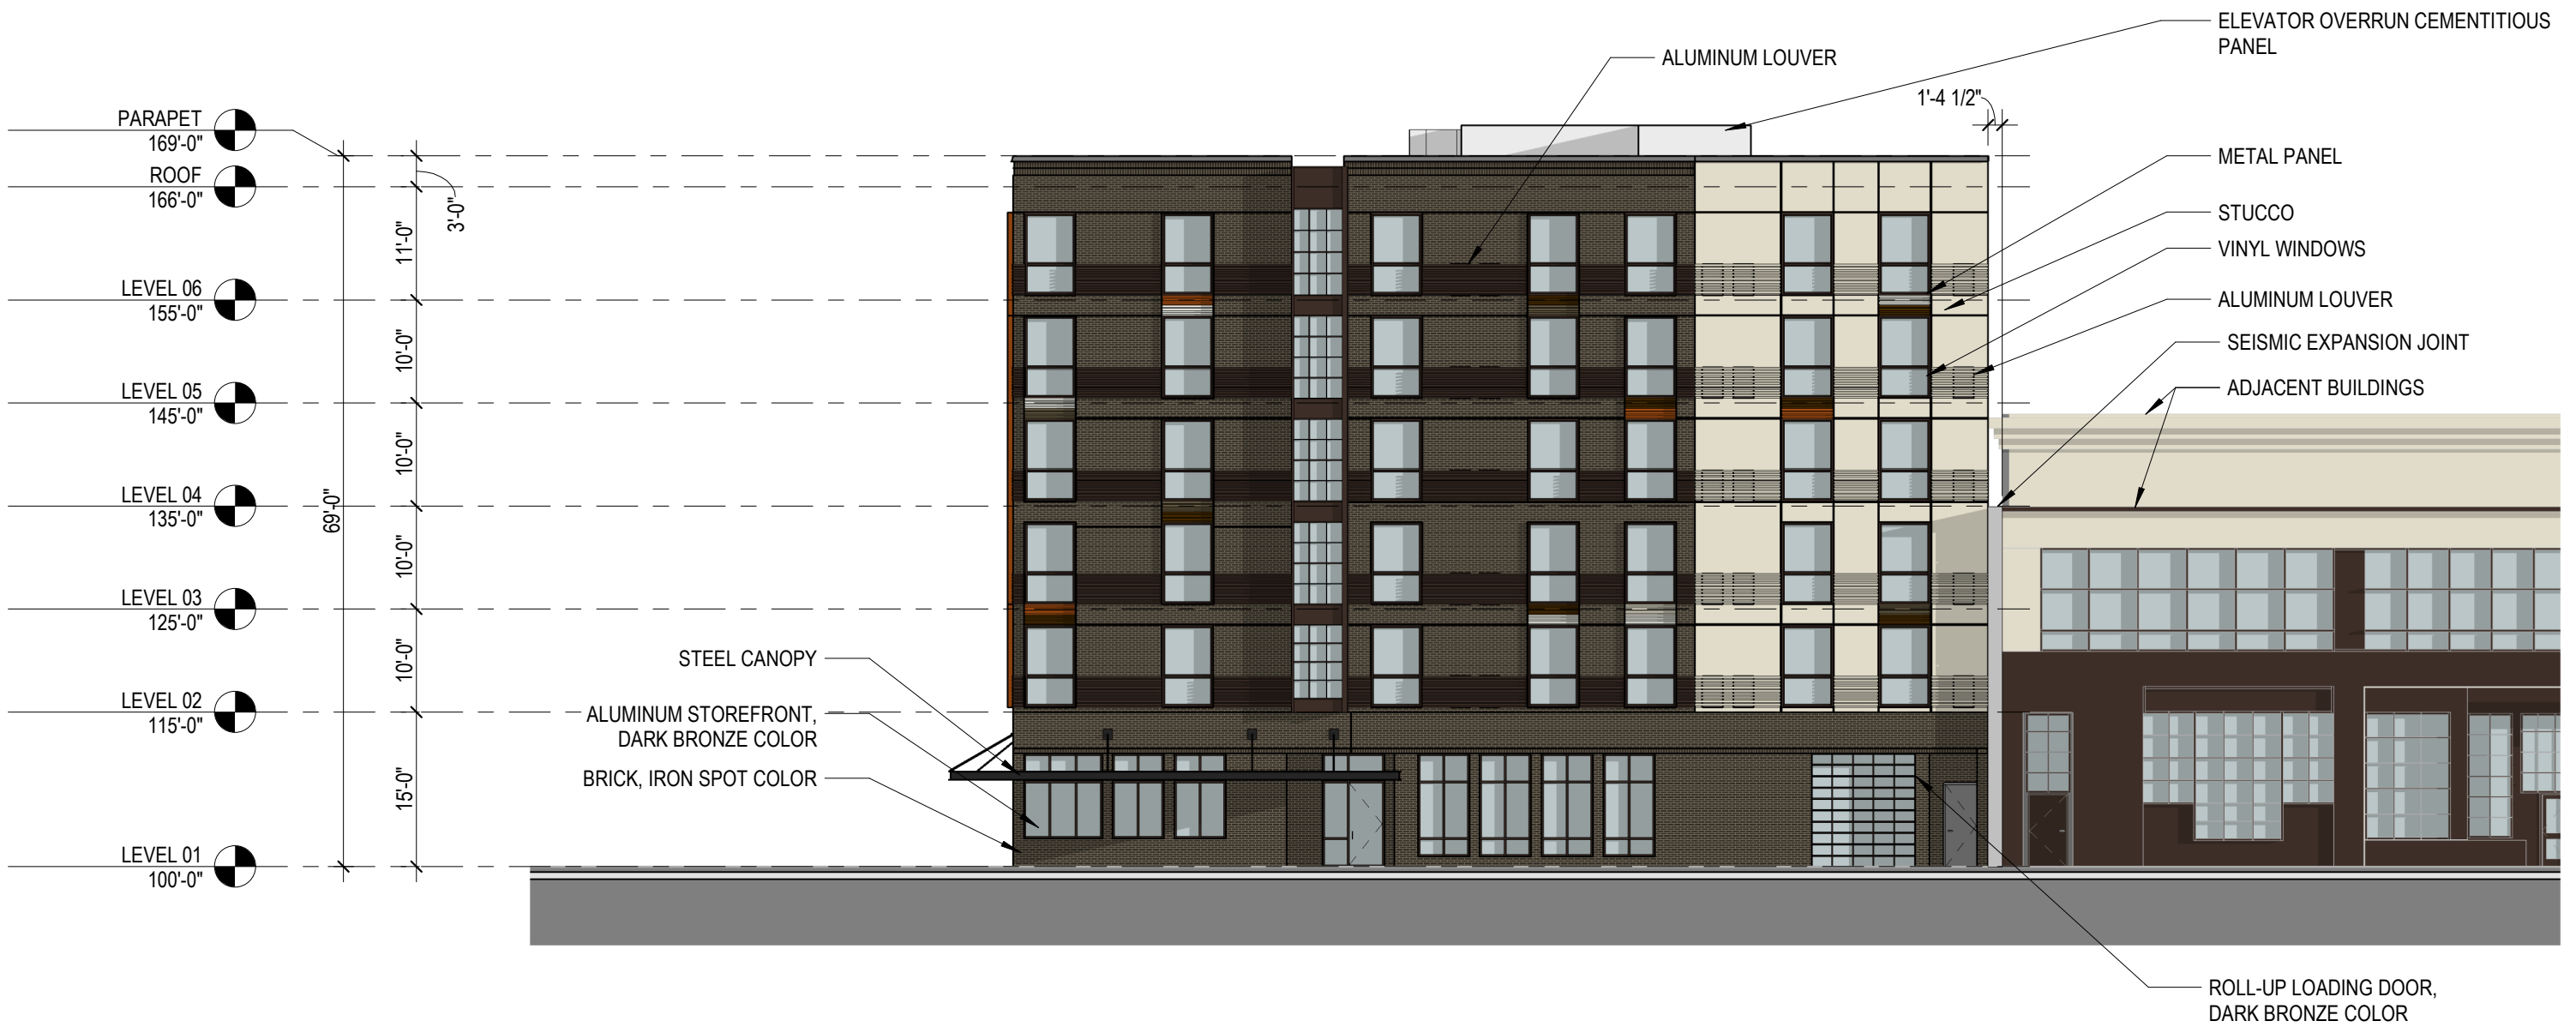 ELEVATOR OVERRUN CEMENTITIOUS
PANEL
ALUMINUM LOUVER
1'-4 1/2"
PARAPET
169'-0"
METAL PANEL
ROOF
166'-0"
3'-0"
STUCCO
11'-0"
VINYL WINDOWS
LEVEL 06
155'-0"
ALUMINUM LOUVER
10'-0"
SEISMIC EXPANSION JOINT
LEVEL 05
145'-0"
ADJACENT BUILDINGS
10'-0"
LEVEL 04
135'-0"
69'-0"
10'-0"
LEVEL 03
125'-0"
10'-0"
STEEL CANOPY
LEVEL 02
115'-0"
ALUMINUM STOREFRONT,
DARK BRONZE COLOR
15'-0"
BRICK, IRON SPOT COLOR
LEVEL 01
100'-0"
ROLL-UP LOADING DOOR,
DARK BRONZE COLOR